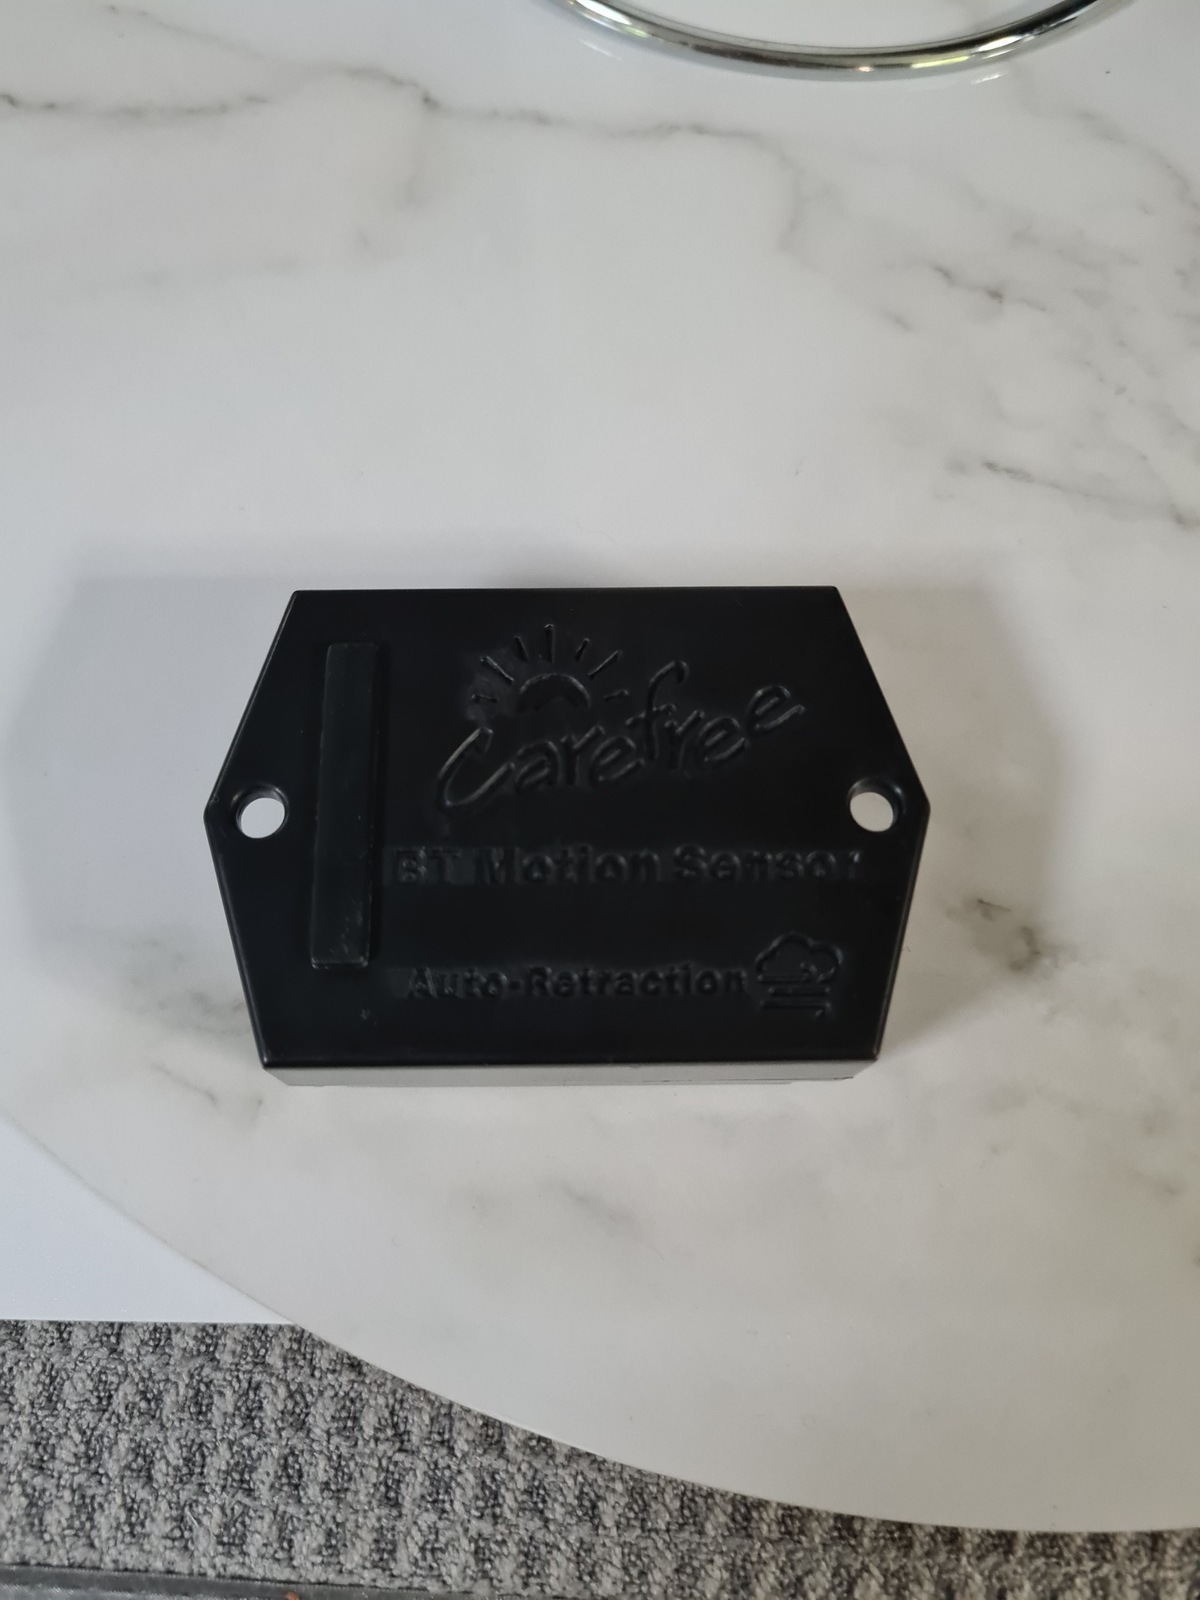 Carefree
BT Motion Sensor
Auto-Retraction